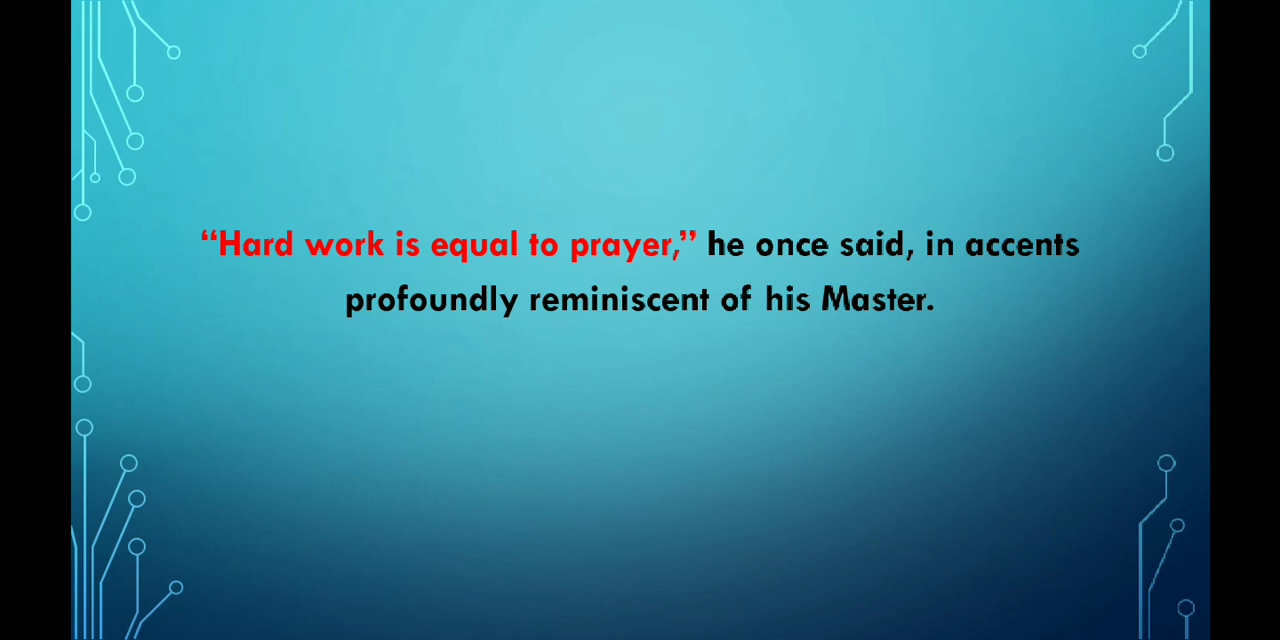 “Hard work is equal to prayer,” he once said, in accents
profoundly reminiscent of his Master.